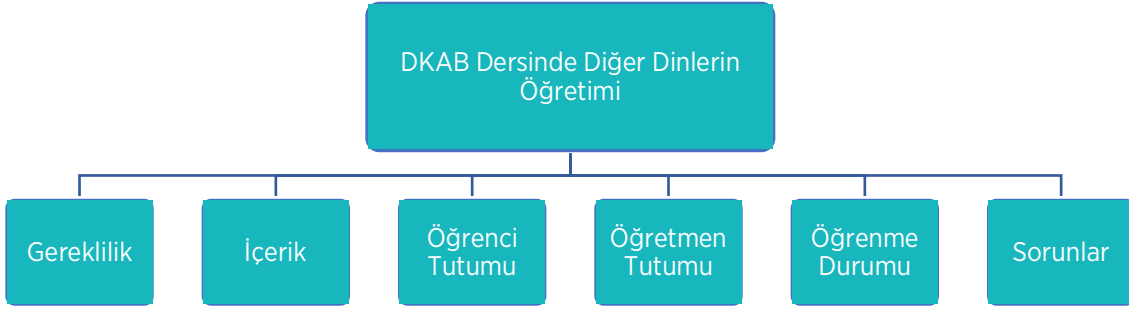 DKAB Dersinde Diğer Dinlerin
Öğretimi
Gereklilik
İçerik
Öğrenci
Tutumu
Öğretmen
Tutumu
Öğrenme
Durumu
Sorunlar